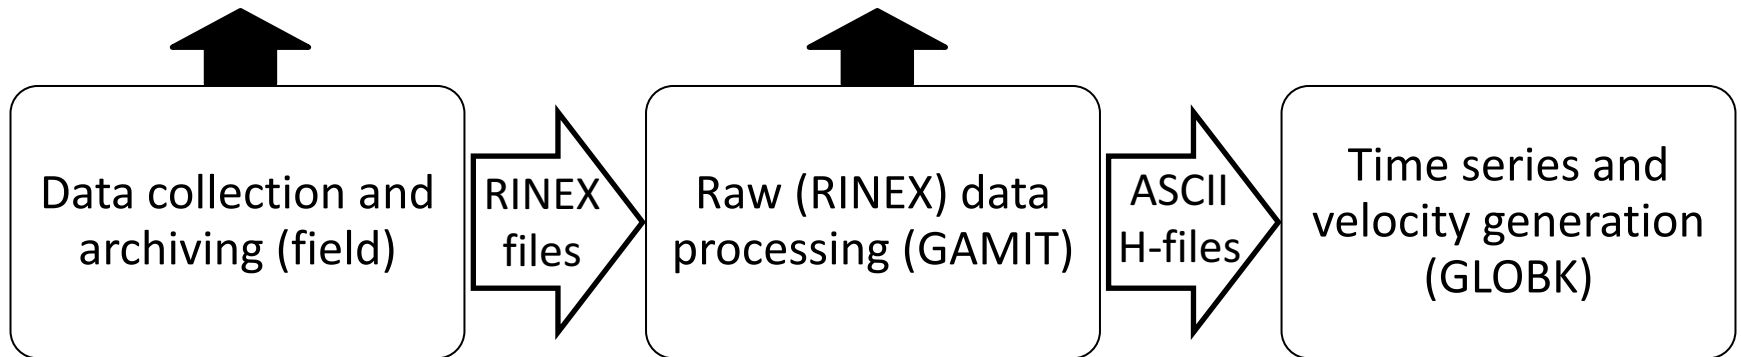 Data collection and
archiving (field)
RINEX
files
Raw (RINEX) data
processing (GAMIT)
ASCII
H-files
Time series and
velocity generation
(GLOBK)